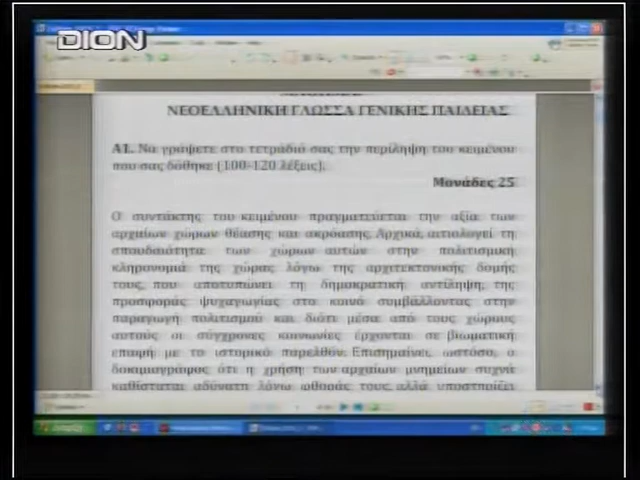 DION
ΝΕΟΕΛΛΗΝΙΚΗ ΓΛΩΣΣΑ ΓΕΝΙΚΗΣ ΠΑΙΔΕΙΑΣ
Α1. Να γράψετε στο τετράδιό σας την περίληψη του κειμένου
που σας δόθηκε (100-120 λέξεις).
Μονάδες 25
Ο συντάκτης του κειμένου πραγματεύεται την αξία των
αρχαίων χώρων θέασης και ακρόασης. Αρχικά, αιτιολογεί τη
σπουδαιότητα των χώρων αυτών στην πολιτισμική
κληρονομιά της χώρας λόγω της αρχιτεκτονικής δομής
τους, που αποτυπώνει τη δημοκρατική αντίληψη, της
προσφοράς ψυχαγωγίας στο κοινό συμβάλλοντας στην
παραγωγή πολιτισμού και διότι μέσα από τους χώρους
αυτούς οι σύγχρονες κοινωνίες έρχονται σε βιωματική
επαφή με το ιστορικό παρελθόν. Επισημαίνει, ωστόσο, ο
δοκιμιογράφος ότι η χρήση των αρχαίων μνημείων συχνά
καθίσταται αδύνατη λόγω φθοράς τους, αλλά υποστηρίζει